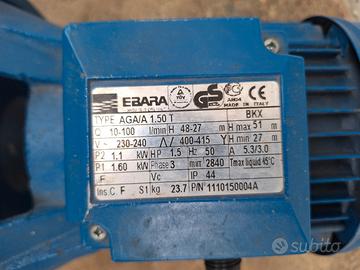 EBARA
MADE IN ITALY
TYPE AGA/A 1.50 T BKX
Q 10-100 l/min H 48-27 m H max 51 m
V~ 230-240 Δ/Y 400-415 H min 27 m
P2 1.1 kW HP 1.5 Hz 50 A 5.3/3.0
P1 1.60 kW Phase 3 min 2840 Tmax liquid 45°C
F Vc IP 44
Ins.C F S1 kg 23.7 P/N 1110150004A
subito